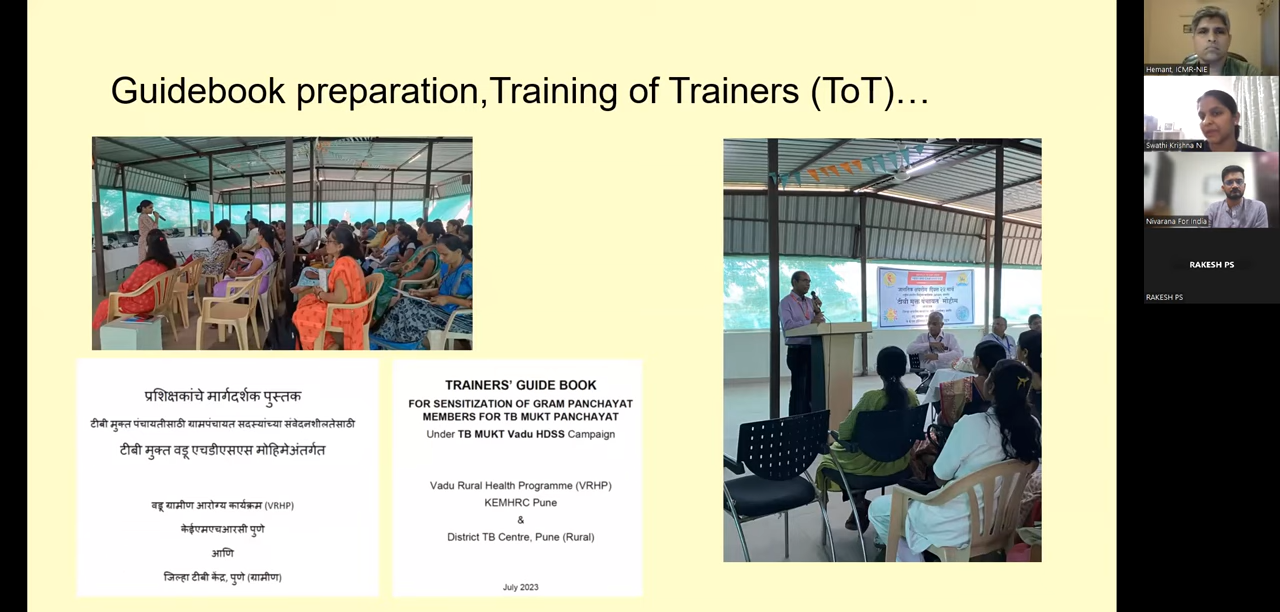 Guidebook preparation,Training of Trainers (ToT)…
प्रशिक्षकांचे मार्गदर्शक पुस्तक
टीबी मुक्त पंचायतीसाठी ग्रामपंचायत सदस्यांच्या संवेदनशीलतेसाठी
टीबी मुक्त वडू एचडीएसएस मोहिमेअंतर्गत
वडू ग्रामीण आरोग्य कार्यक्रम (VRHP)
केईएमएचआरसी पुणे
आणि
जिल्हा टीबी केंद्र, पुणे (ग्रामीण)
TRAINERS’ GUIDE BOOK
FOR SENSITIZATION OF GRAM PANCHAYAT
MEMBERS FOR TB MUKT PANCHAYAT
Under TB MUKT Vadu HDSS Campaign
Vadu Rural Health Programme (VRHP)
KEMHRC Pune
&
District TB Centre, Pune (Rural)
July 2023
"टीबी मुक्त पंचायत" मोहीम
Hemant, ICMR-NIE
Swathi Krishna N
Nivarana For India
RAKESH PS
RAKESH PS